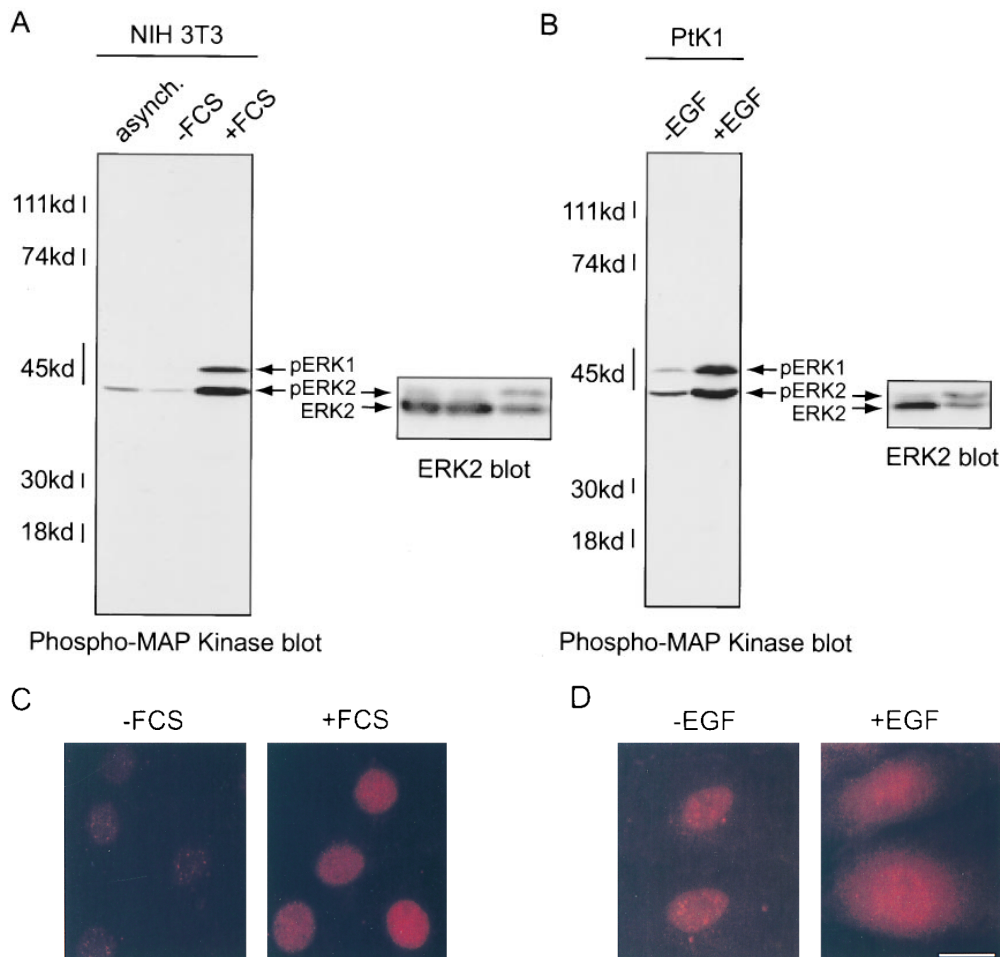 A
NIH 3T3
asynch.
-FCS
+FCS
111kd
74kd
45kd
30kd
18kd
pERK1
pERK2
ERK2
ERK2 blot
Phospho-MAP Kinase blot
B
PtK1
-EGF
+EGF
111kd
74kd
45kd
30kd
18kd
pERK1
pERK2
ERK2
ERK2 blot
Phospho-MAP Kinase blot
C
-FCS
+FCS
D
-EGF
+EGF